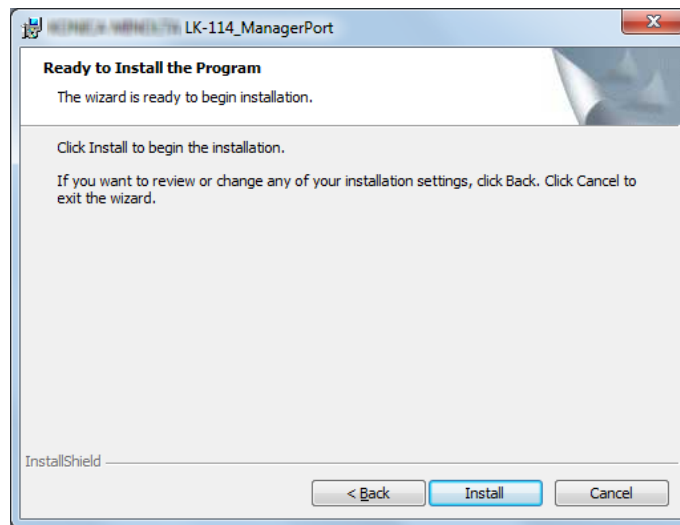 LK-114_ManagerPort
Ready to Install the Program
The wizard is ready to begin installation.
Click Install to begin the installation.
If you want to review or change any of your installation settings, click Back. Click Cancel to
exit the wizard.
InstallShield
< Back
Install
Cancel